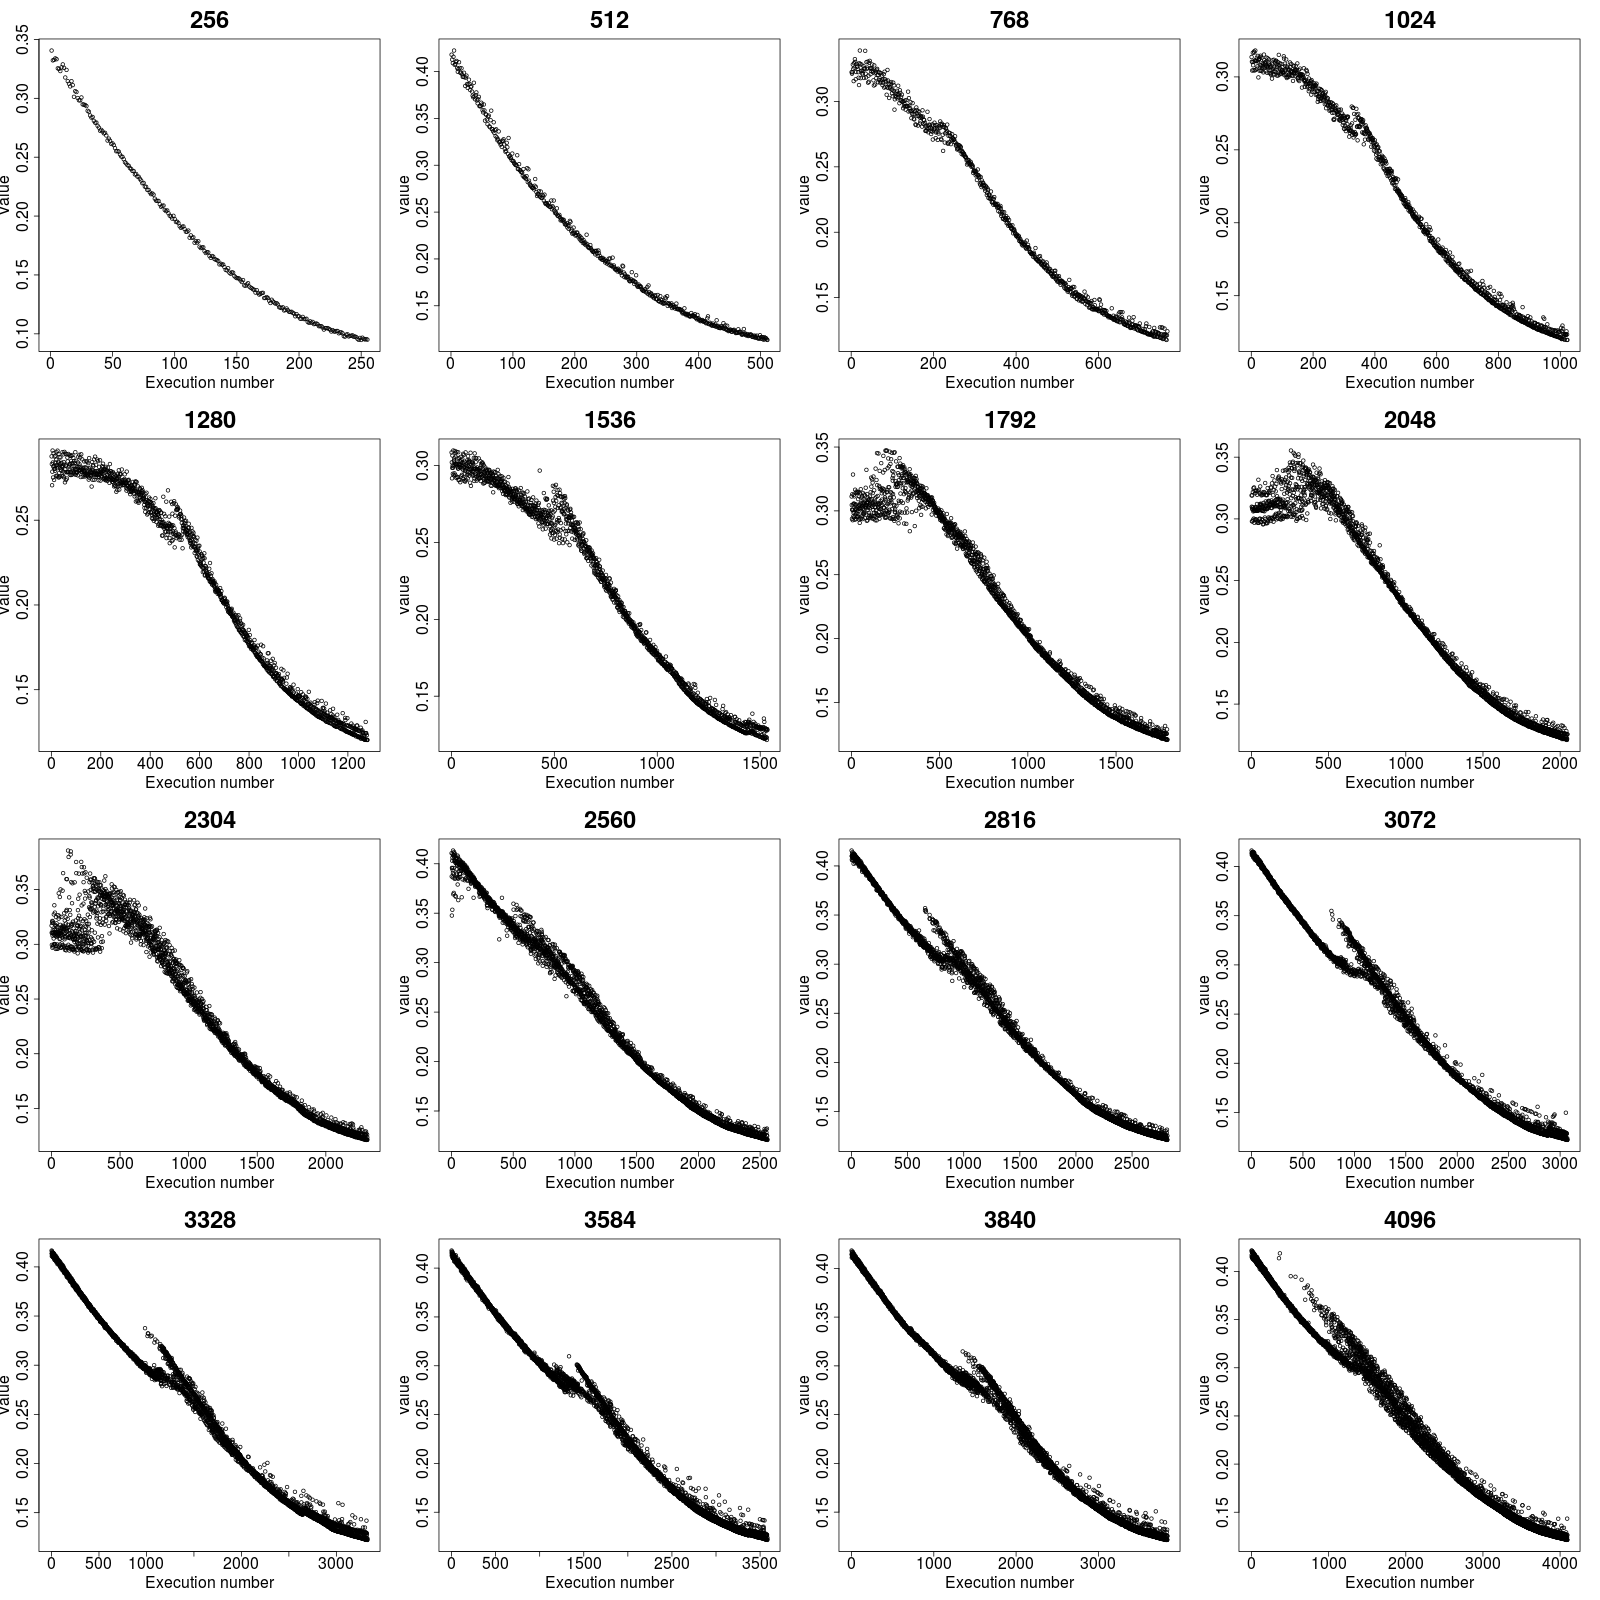 256
0.10 0.15 0.20 0.25 0.30 0.35
value
0 50 100 150 200 250
Execution number
512
0.15 0.20 0.25 0.30 0.35 0.40
value
0 100 200 300 400 500
Execution number
768
0.15 0.20 0.25 0.30
value
0 200 400 600
Execution number
1024
0.15 0.20 0.25 0.30
value
0 200 400 600 800 1000
Execution number
1280
0.15 0.20 0.25
value
0 200 400 600 800 1000 1200
Execution number
1536
0.15 0.20 0.25 0.30
value
0 500 1000 1500
Execution number
1792
0.15 0.20 0.25 0.30 0.35
value
0 500 1000 1500
Execution number
2048
0.15 0.20 0.25 0.30 0.35
value
0 500 1000 1500 2000
Execution number
2304
0.15 0.20 0.25 0.30 0.35
value
0 500 1000 1500 2000
Execution number
2560
0.15 0.20 0.25 0.30 0.35 0.40
value
0 500 1000 1500 2000 2500
Execution number
2816
0.15 0.20 0.25 0.30 0.35 0.40
value
0 500 1000 1500 2000 2500
Execution number
3072
0.15 0.20 0.25 0.30 0.35 0.40
value
0 500 1000 1500 2000 2500 3000
Execution number
3328
0.15 0.20 0.25 0.30 0.35 0.40
value
0 500 1000 2000 3000
Execution number
3584
0.15 0.20 0.25 0.30 0.35 0.40
value
0 500 1500 2500 3500
Execution number
3840
0.15 0.20 0.25 0.30 0.35 0.40
value
0 1000 2000 3000
Execution number
4096
0.15 0.20 0.25 0.30 0.35 0.40
value
0 1000 2000 3000 4000
Execution number